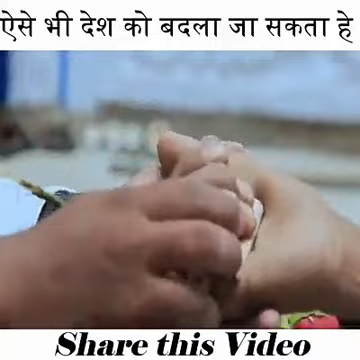 ऐसे भी देश को बदला जा सकता हे
Share this Video